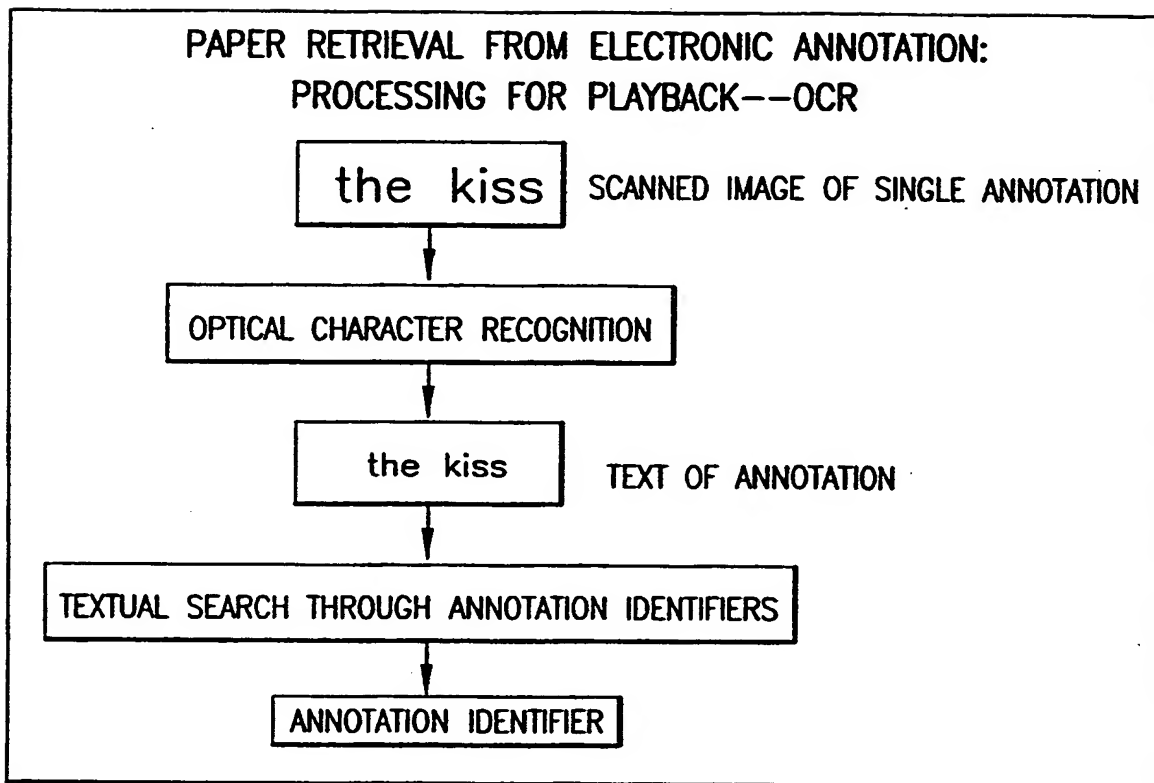 PAPER RETRIEVAL FROM ELECTRONIC ANNOTATION:
PROCESSING FOR PLAYBACK--OCR
the kiss SCANNED IMAGE OF SINGLE ANNOTATION
OPTICAL CHARACTER RECOGNITION
the kiss TEXT OF ANNOTATION
TEXTUAL SEARCH THROUGH ANNOTATION IDENTIFIERS
ANNOTATION IDENTIFIER